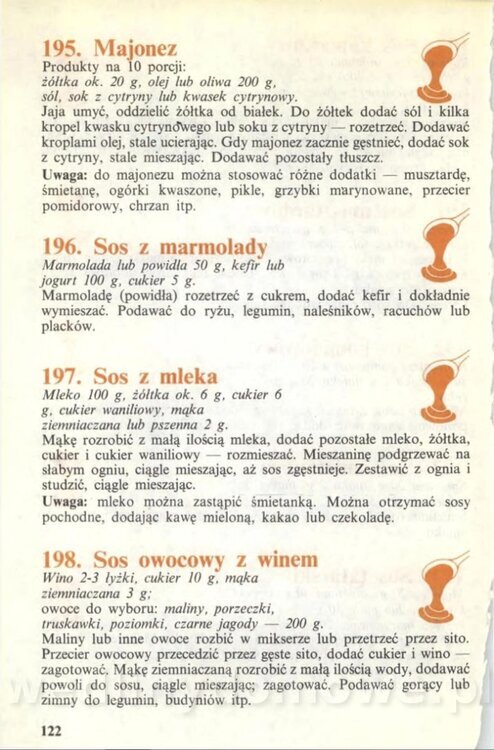 195. Majonez
Produkty na 10 porcji:
żółtka ok. 20 g, olej lub oliwa 200 g,
sól, sok z cytryny lub kwasek cytrynowy.
Jaja umyć, oddzielić żółtka od białek. Do żółtek dodać sól i kilka
kropel kwasku cytrynowego lub soku z cytryny — rozetrzeć. Dodawać
kroplami olej, stale ucierając. Gdy majonez zacznie gęstnieć, dodać sok
z cytryny, stale mieszając. Dodawać pozostały tłuszcz.
Uwaga: do majonezu można stosować różne dodatki — musztardę,
śmietanę, ogórki kwaszone, pikle, grzybki marynowane, przecier
pomidorowy, chrzan itp.
196. Sos z marmolady
Marmolada lub powidła 50 g, kefir lub
jogurt 100 g, cukier 5 g.
Marmoladę (powidła) rozetrzeć z cukrem, dodać kefir i dokładnie
wymieszać. Podawać do ryżu, legumin, naleśników, racuchów lub
placków.
197. Sos z mleka
Mleko 100 g, żółtka ok. 6 g, cukier 6
g, cukier waniliowy, mąka
ziemniaczana lub pszenna 2 g.
Mąkę rozrobić z małą ilością mleka, dodać pozostałe mleko, żółtka,
cukier i cukier waniliowy — rozmieszać. Mieszaninę podgrzewać na
słabym ogniu, ciągle mieszając, aż sos zgęstnieje. Zestawić z ognia i
studzić, ciągle mieszając.
Uwaga: mleko można zastąpić śmietanką. Można otrzymać sosy
pochodne, dodając kawę mieloną, kakao lub czekoladę.
198. Sos owocowy z winem
Wino 2-3 łyżki, cukier 10 g, mąka
ziemniaczana 3 g;
owoce do wyboru: maliny, porzeczki,
truskawki, poziomki, czarne jagody — 200 g.
Maliny lub inne owoce rozbić w mikserze lub przetrzeć przez sito.
Przecier owocowy przecedzić przez gęste sito, dodać cukier i wino —
zagotować. Mąkę ziemniaczaną rozrobić z małą ilością wody, dodawać
powoli do sosu, ciągle mieszając; zagotować. Podawać gorący lub
zimny do legumin, budyniów itp.
122